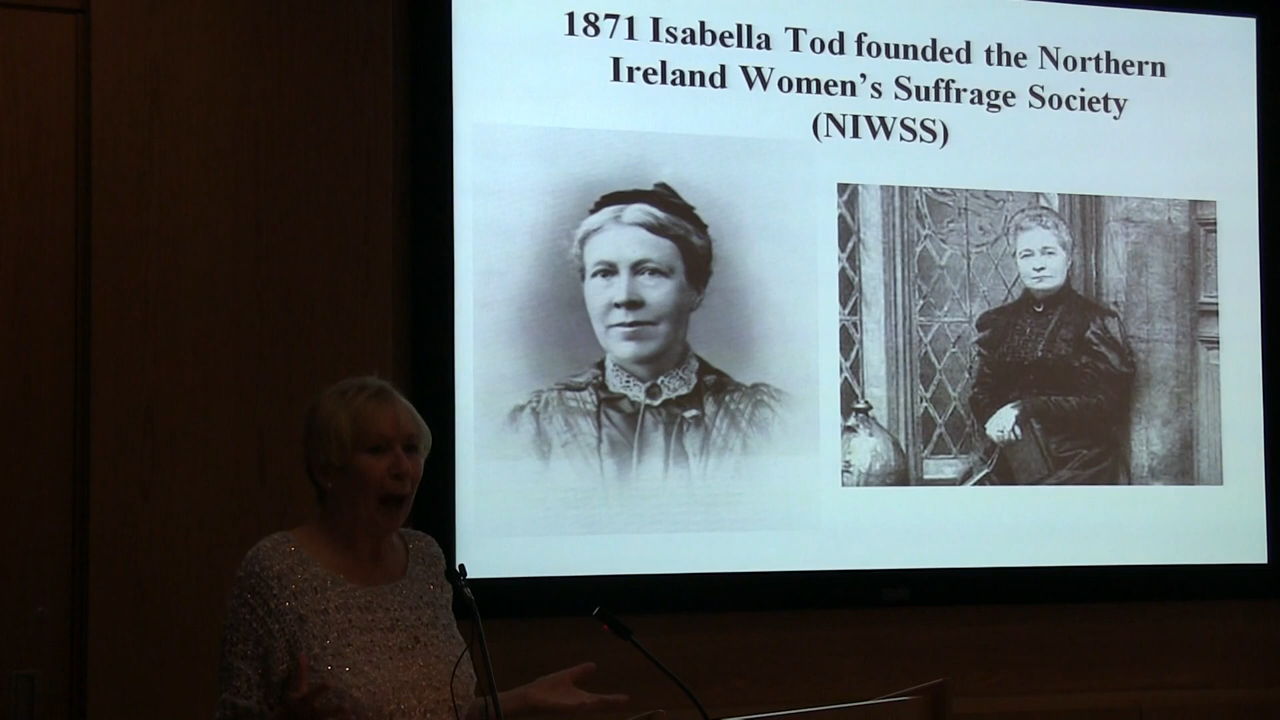 1871 Isabella Tod founded the Northern
Ireland Women’s Suffrage Society
(NIWSS)